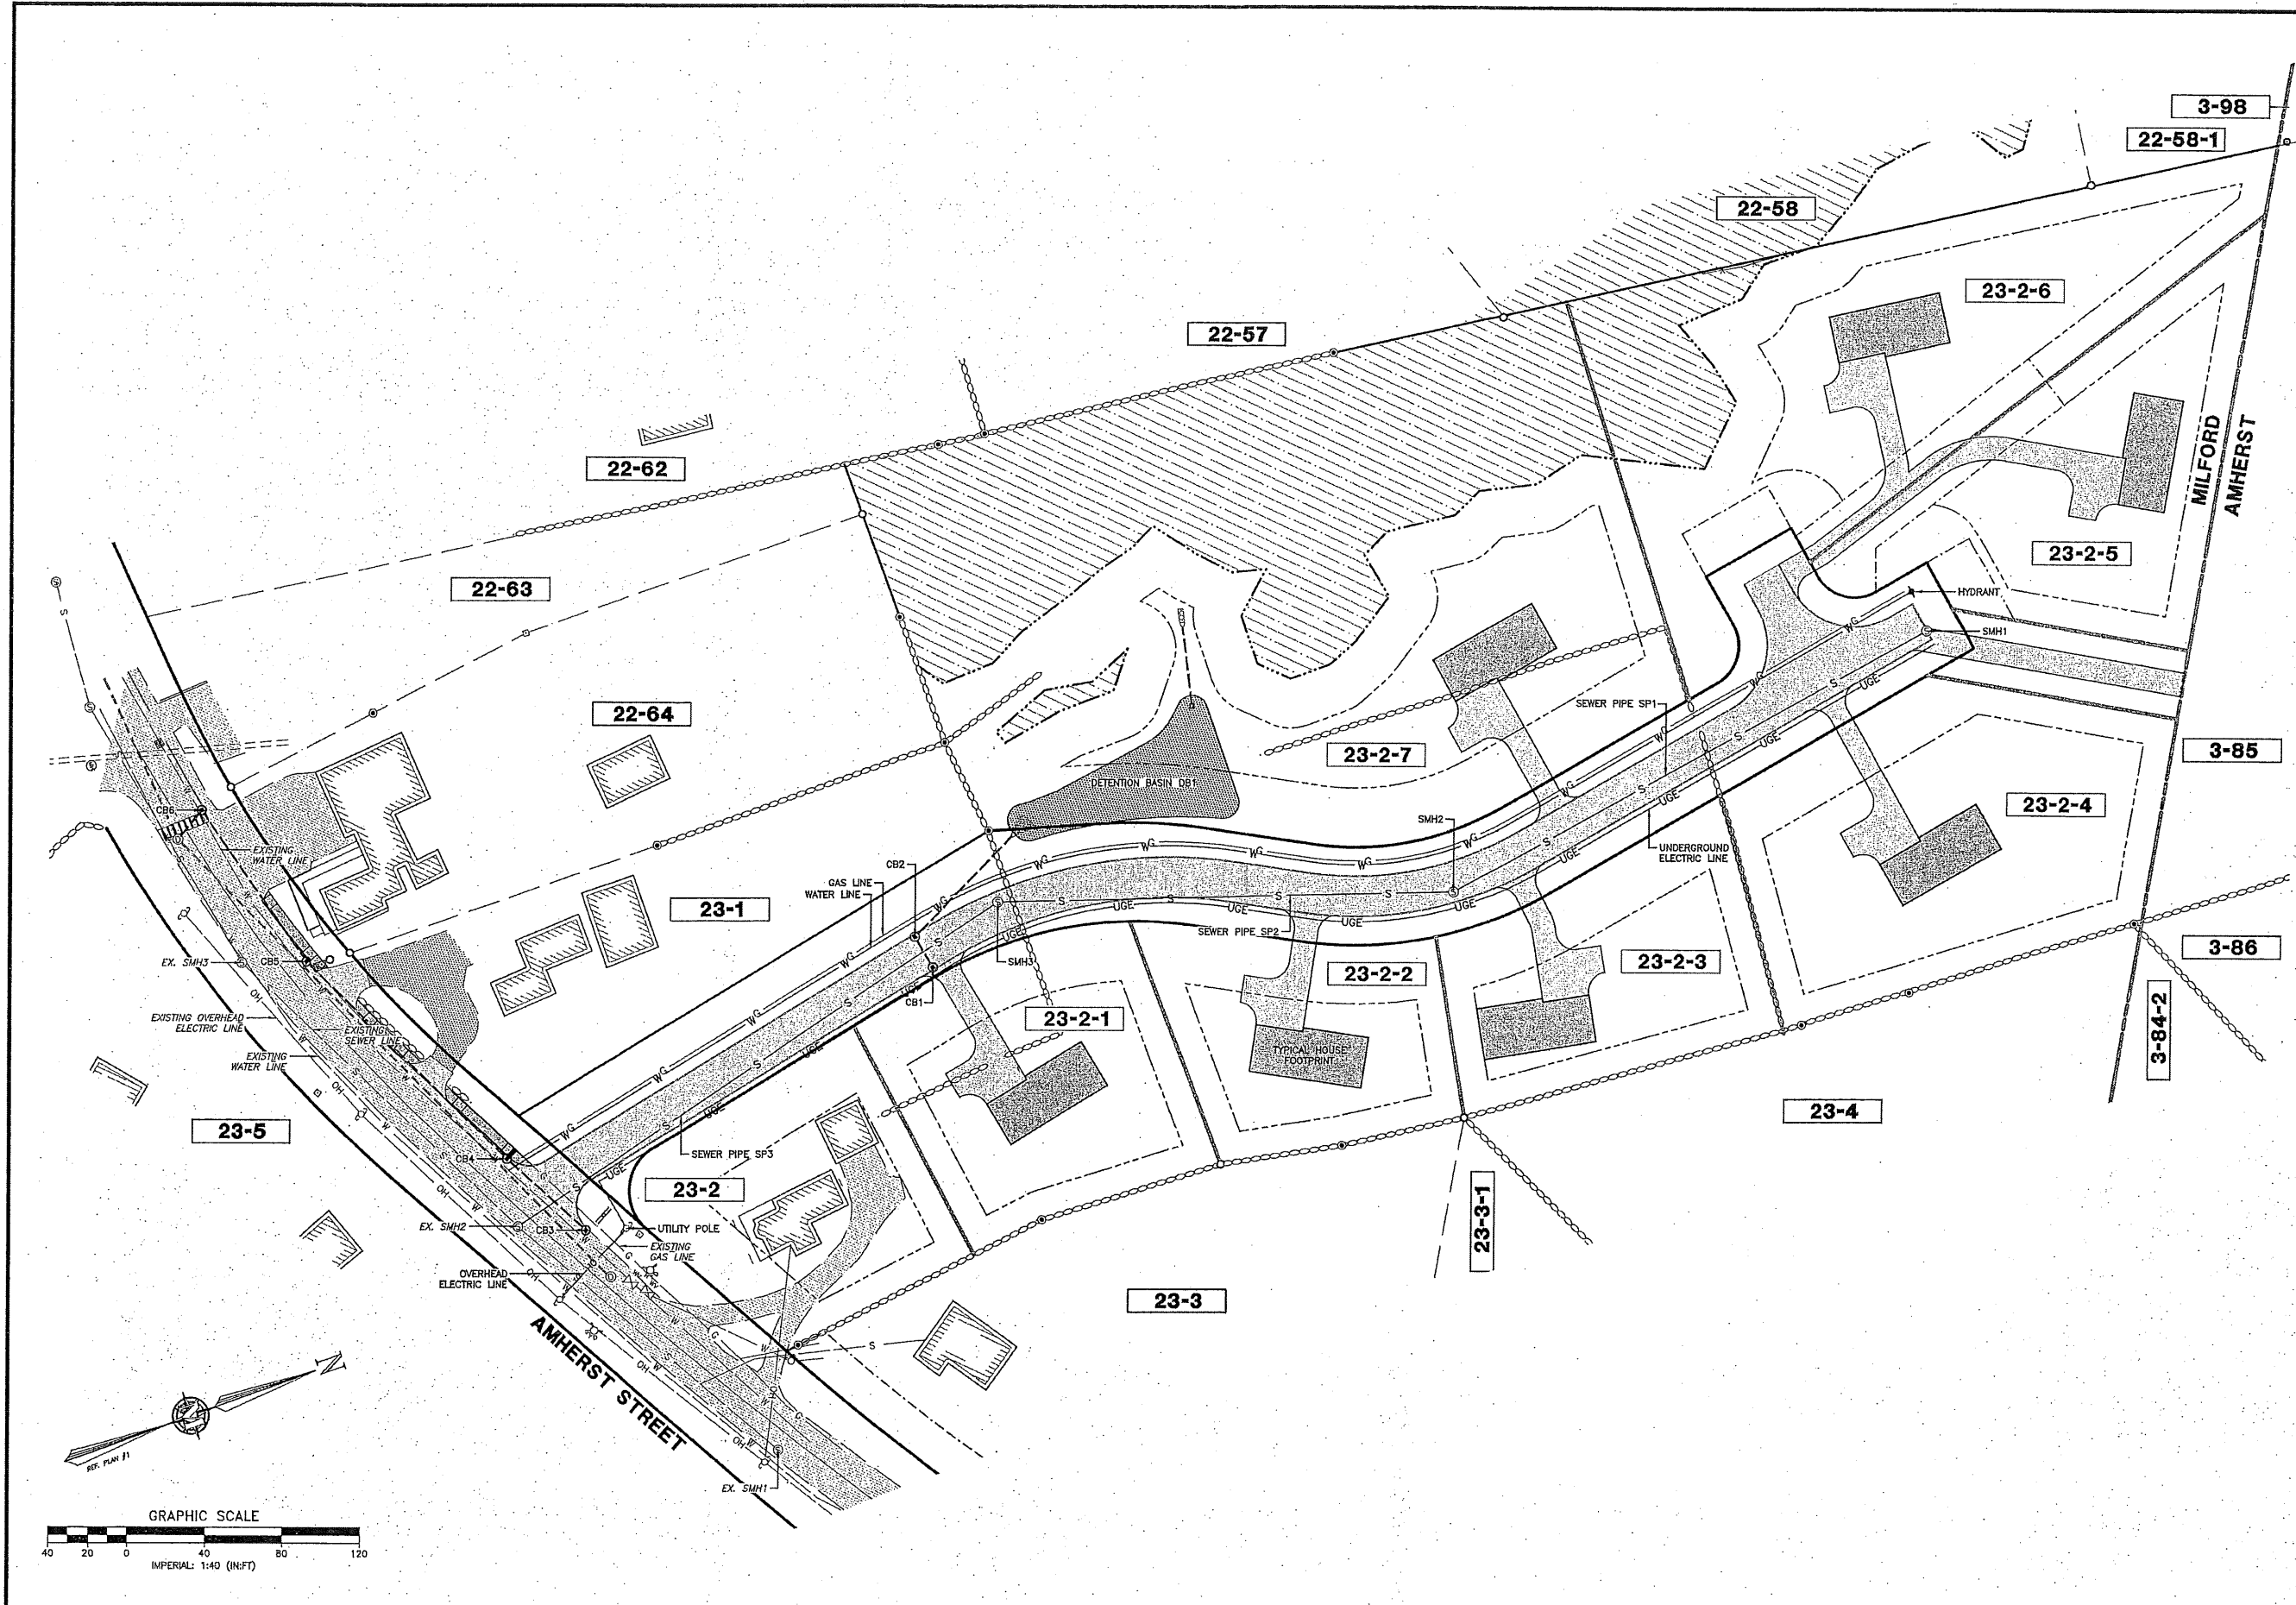 3-98
22-58-1
22-58
23-2-6
22-57
MILFORD
AMHERST
22-62
23-2-5
22-63
HYDRANT
SMH1
22-64
SEWER PIPE SP1
23-2-7
3-85
DETENTION BASIN DB1
23-2-4
CB6
SMH2
EXISTING
WATER LINE
UNDERGROUND
ELECTRIC LINE
CB2
GAS LINE
WATER LINE
23-1
SEWER PIPE SP2
3-86
EX. SMH3
CB5
SMH3
23-2-2
23-2-3
CB1
EXISTING OVERHEAD
ELECTRIC LINE
EXISTING
SEWER LINE
23-2-1
3-84-2
EXISTING
WATER LINE
TYPICAL HOUSE
FOOTPRINT
23-5
23-4
CB4
SEWER PIPE SP3
23-2
23-3-1
EX. SMH2
CB3
UTILITY POLE
EXISTING
GAS LINE
OVERHEAD
ELECTRIC LINE
23-3
AMHERST STREET
N
REF. PLAN #1
EX. SMH1
GRAPHIC SCALE
40 20 0 40 80 120
IMPERIAL: 1:40 (IN:FT)